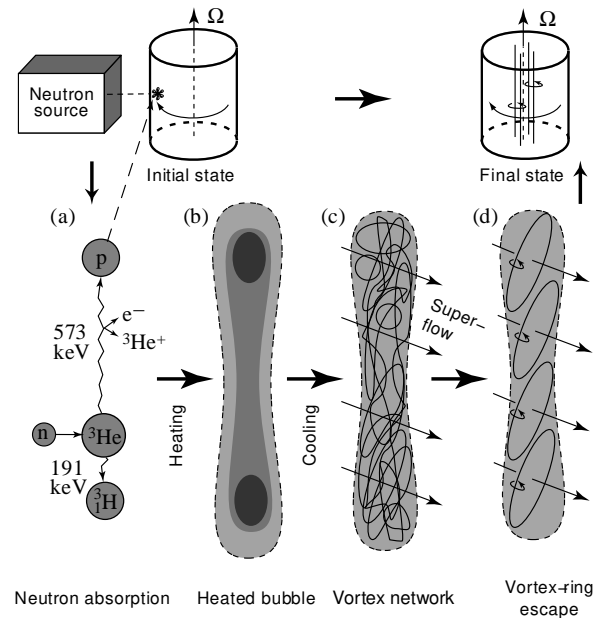 Ω
Ω
Neutron
source
Initial state
Final state
(a)
(b)
(c)
(d)
p
e⁻
³He⁺
573
keV
Super-
flow
n
³He
191
keV
³₁H
Heating
Cooling
Neutron absorption
Heated bubble
Vortex network
Vortex-ring
escape